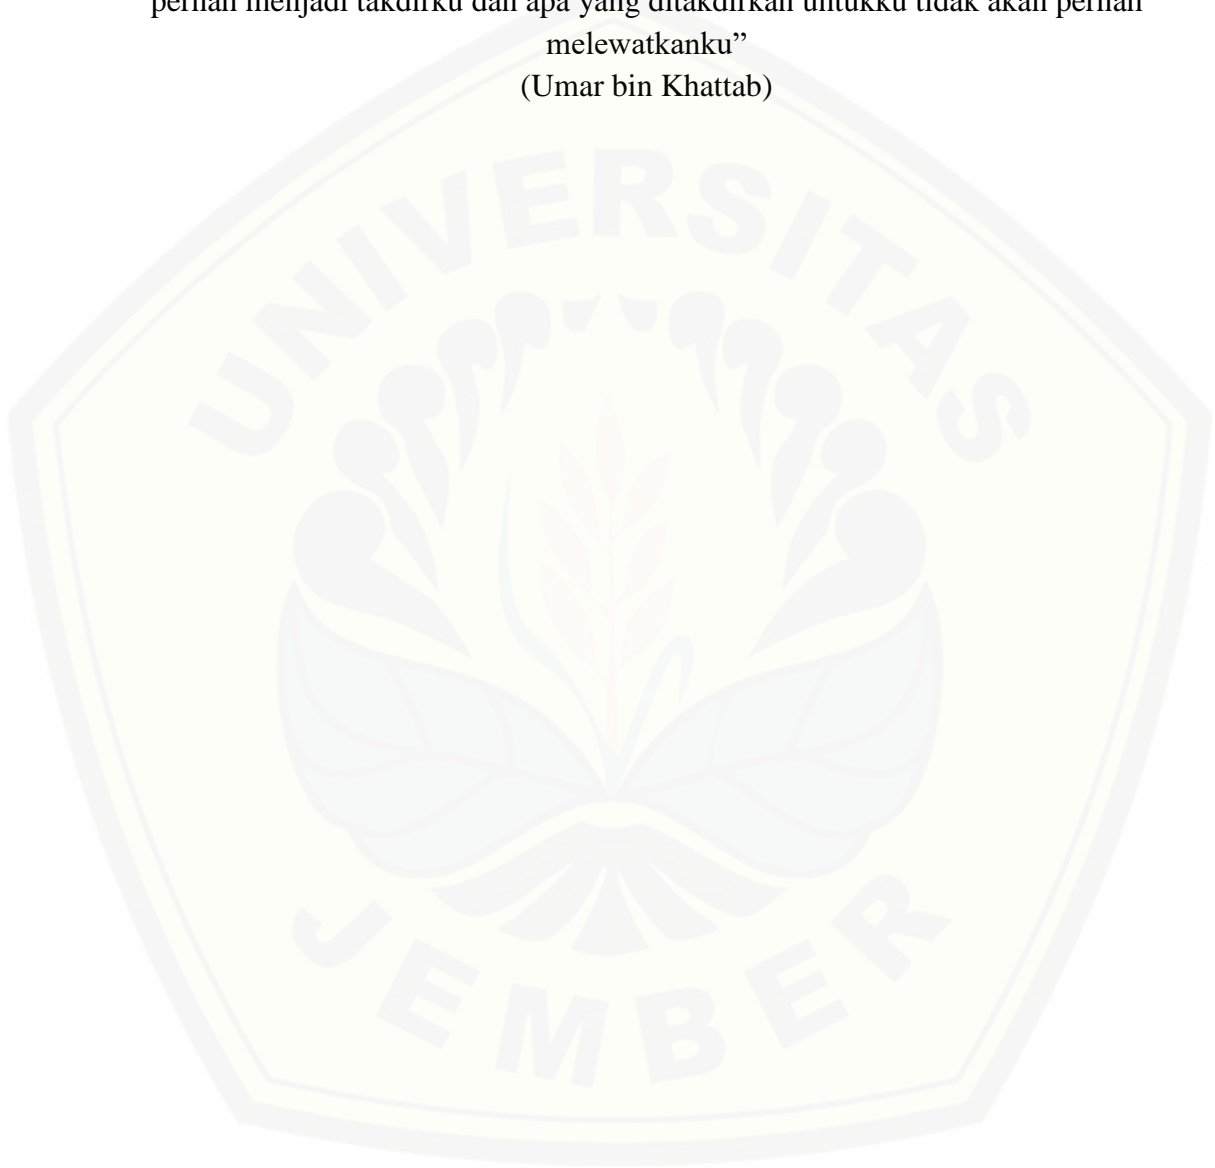 pernah menjadi takdirku dan apa yang ditakdirkan untukku tidak akan pernah
melewatkanku”
(Umar bin Khattab)
UNIVERSITAS
JEMBER